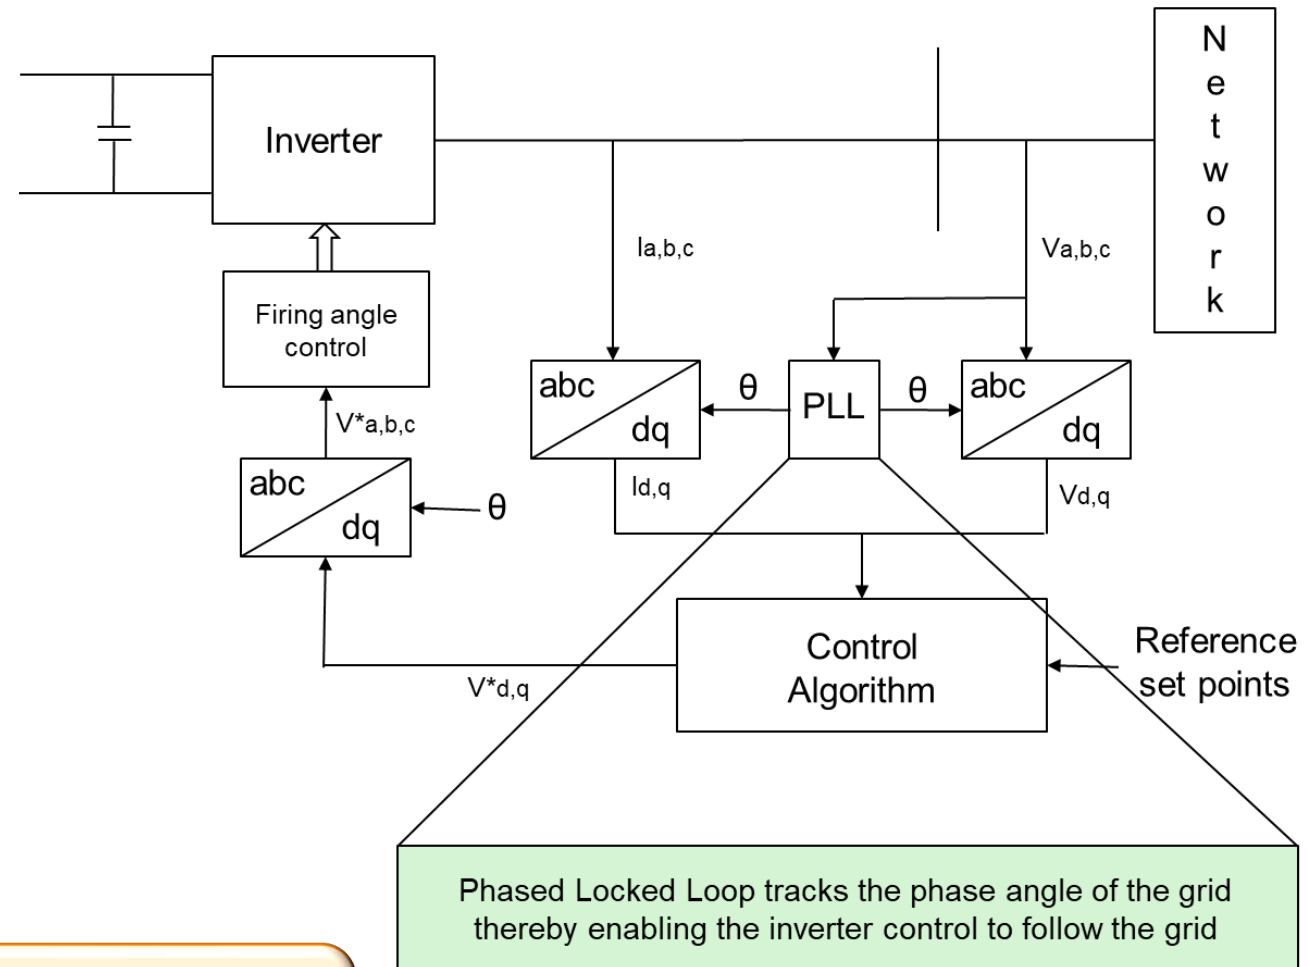 Inverter
N
e
t
w
o
r
k
Ia,b,c
Va,b,c
Firing angle
control
abc
dq
θ
PLL
θ
abc
dq
V*a,b,c
abc
dq
θ
Id,q
Vd,q
Control
Algorithm
Reference
set points
V*d,q
Phased Locked Loop tracks the phase angle of the grid
thereby enabling the inverter control to follow the grid